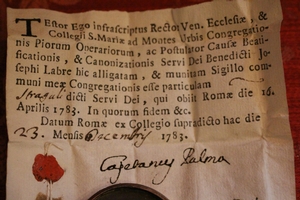 TEstor Ego infrascriptus Rector Ven. Ecclesiæ, &
Collegii S. Mariæ ad Montes Urbis Congregatio-
nis Piorum Operariorum, ac Postulator Causæ Beati-
ficationis, & Canonizationis Servi Dei Benedicti Jo-
sephi Labre hic alligatam, & munitam Sigillo com-
muni meæ Congregationis esse particulam
Straguli dicti Servi Dei, qui obiit Romæ die 16.
Aprilis 1783. In quorum fidem &c.
Datum Romæ ex Collegio supradicto hac die
23. Mensis Decembris 1783.
Palma